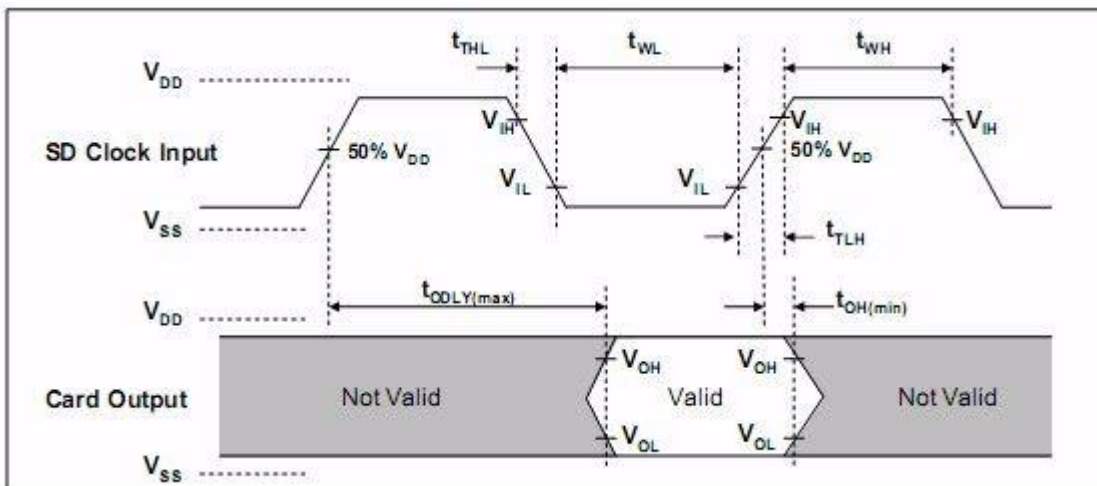 tTHL
tWL
tWH
VDD
VIH
VIH
VIH
SD Clock Input
50% VDD
50% VDD
VIL
VIL
VSS
tTLH
tODLY(max)
tOH(min)
VDD
VOH
VOH
Card Output
Not Valid
Valid
Not Valid
VOL
VOL
VSS